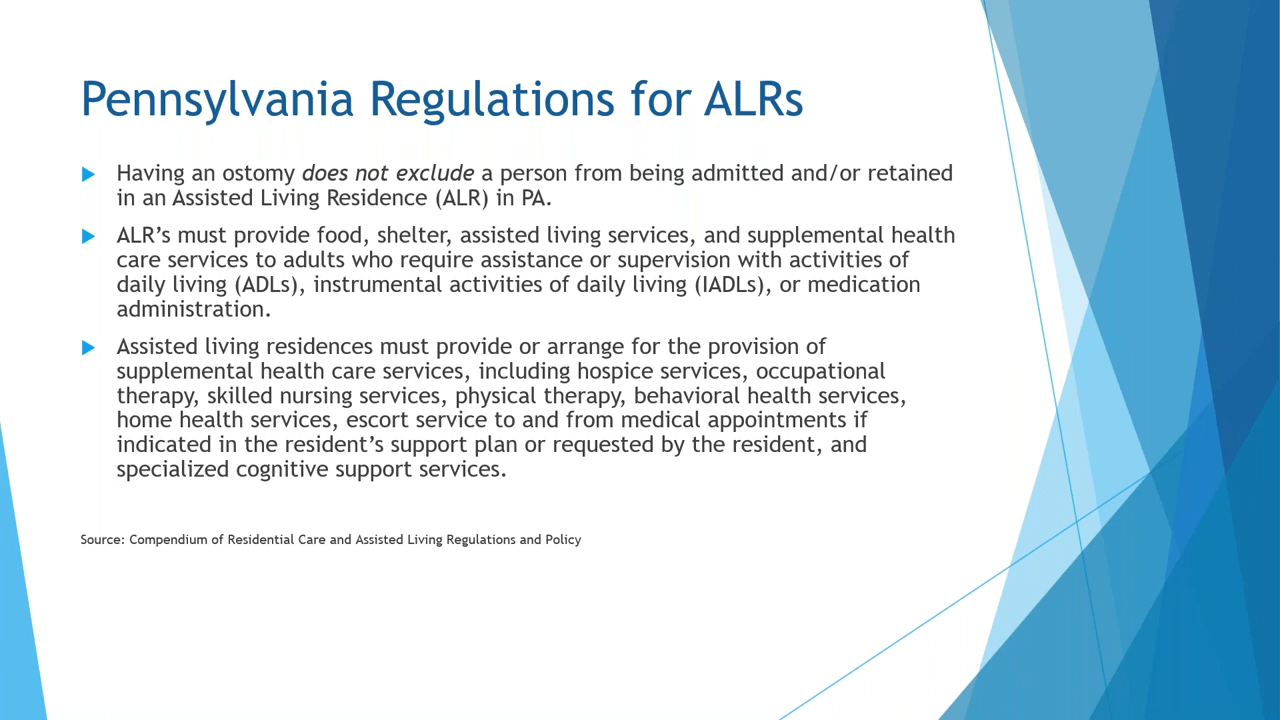 Pennsylvania Regulations for ALRs
Having an ostomy does not exclude a person from being admitted and/or retained
in an Assisted Living Residence (ALR) in PA.
ALR’s must provide food, shelter, assisted living services, and supplemental health
care services to adults who require assistance or supervision with activities of
daily living (ADLs), instrumental activities of daily living (IADLs), or medication
administration.
Assisted living residences must provide or arrange for the provision of
supplemental health care services, including hospice services, occupational
therapy, skilled nursing services, physical therapy, behavioral health services,
home health services, escort service to and from medical appointments if
indicated in the resident’s support plan or requested by the resident, and
specialized cognitive support services.
Source: Compendium of Residential Care and Assisted Living Regulations and Policy